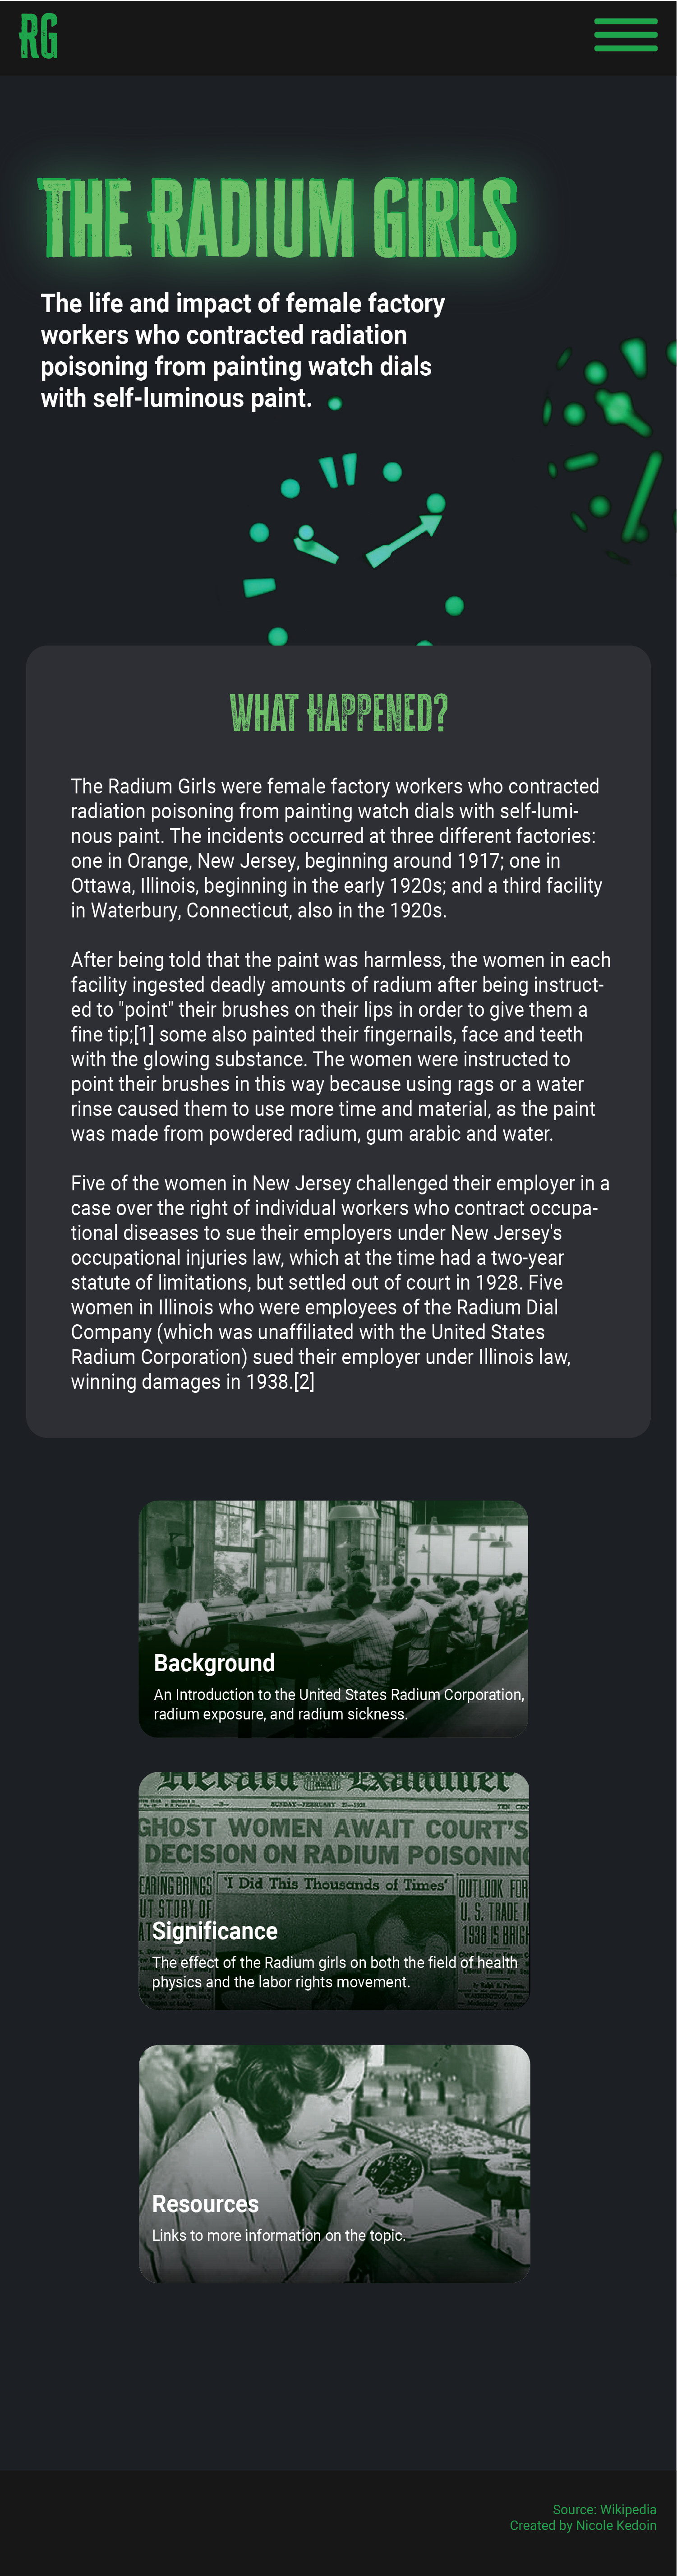 RG
THE RADIUM GIRLS
The life and impact of female factory
workers who contracted radiation
poisoning from painting watch dials
with self-luminous paint.
WHAT HAPPENED?
The Radium Girls were female factory workers who contracted
radiation poisoning from painting watch dials with self-lumi-
nous paint. The incidents occurred at three different factories:
one in Orange, New Jersey, beginning around 1917; one in
Ottawa, Illinois, beginning in the early 1920s; and a third facility
in Waterbury, Connecticut, also in the 1920s.
After being told that the paint was harmless, the women in each
facility ingested deadly amounts of radium after being instruct-
ed to "point" their brushes on their lips in order to give them a
fine tip;[1] some also painted their fingernails, face and teeth
with the glowing substance. The women were instructed to
point their brushes in this way because using rags or a water
rinse caused them to use more time and material, as the paint
was made from powdered radium, gum arabic and water.
Five of the women in New Jersey challenged their employer in a
case over the right of individual workers who contract occupa-
tional diseases to sue their employers under New Jersey's
occupational injuries law, which at the time had a two-year
statute of limitations, but settled out of court in 1928. Five
women in Illinois who were employees of the Radium Dial
Company (which was unaffiliated with the United States
Radium Corporation) sued their employer under Illinois law,
winning damages in 1938.[2]
Background
An Introduction to the United States Radium Corporation,
radium exposure, and radium sickness.
Herald and Examiner
SUNDAY—FEBRUARY
TEN CEN
GHOST WOMEN AWAIT COURT'S
DECISION ON RADIUM POISONING
EARING BRINGS
UT STORY OF
'I Did This Thousands of Times'
OUTLOOK FOR
U. S. TRADE I
1938 IS BRIGH
Significance
The effect of the Radium girls on both the field of health
physics and the labor rights movement.
Resources
Links to more information on the topic.
Source: Wikipedia
Created by Nicole Kedoin